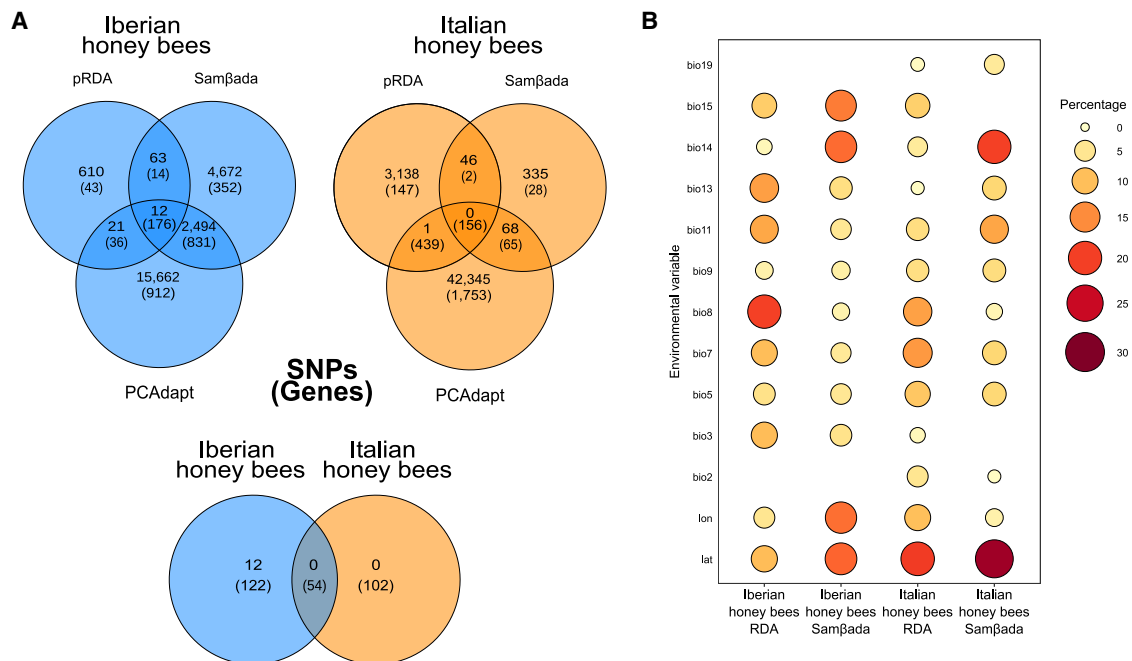 A
Iberian
honey bees
pRDA
Samβada
610
(43)
63
(14)
4,672
(352)
12
(176)
21
(36)
2,494
(831)
15,662
(912)
PCAdapt
Italian
honey bees
pRDA
Samβada
3,138
(147)
46
(2)
335
(28)
0
(156)
1
(439)
68
(65)
42,345
(1,753)
PCAdapt
SNPs
(Genes)
Iberian
honey bees
Italian
honey bees
12
(122)
0
(54)
0
(102)
B
Environmental variable
bio19
bio15
bio14
bio13
bio11
bio9
bio8
bio7
bio5
bio3
bio2
lon
lat
Iberian
honey bees
RDA
Iberian
honey bees
Samβada
Italian
honey bees
RDA
Italian
honey bees
Samβada
Percentage
0
5
10
15
20
25
30